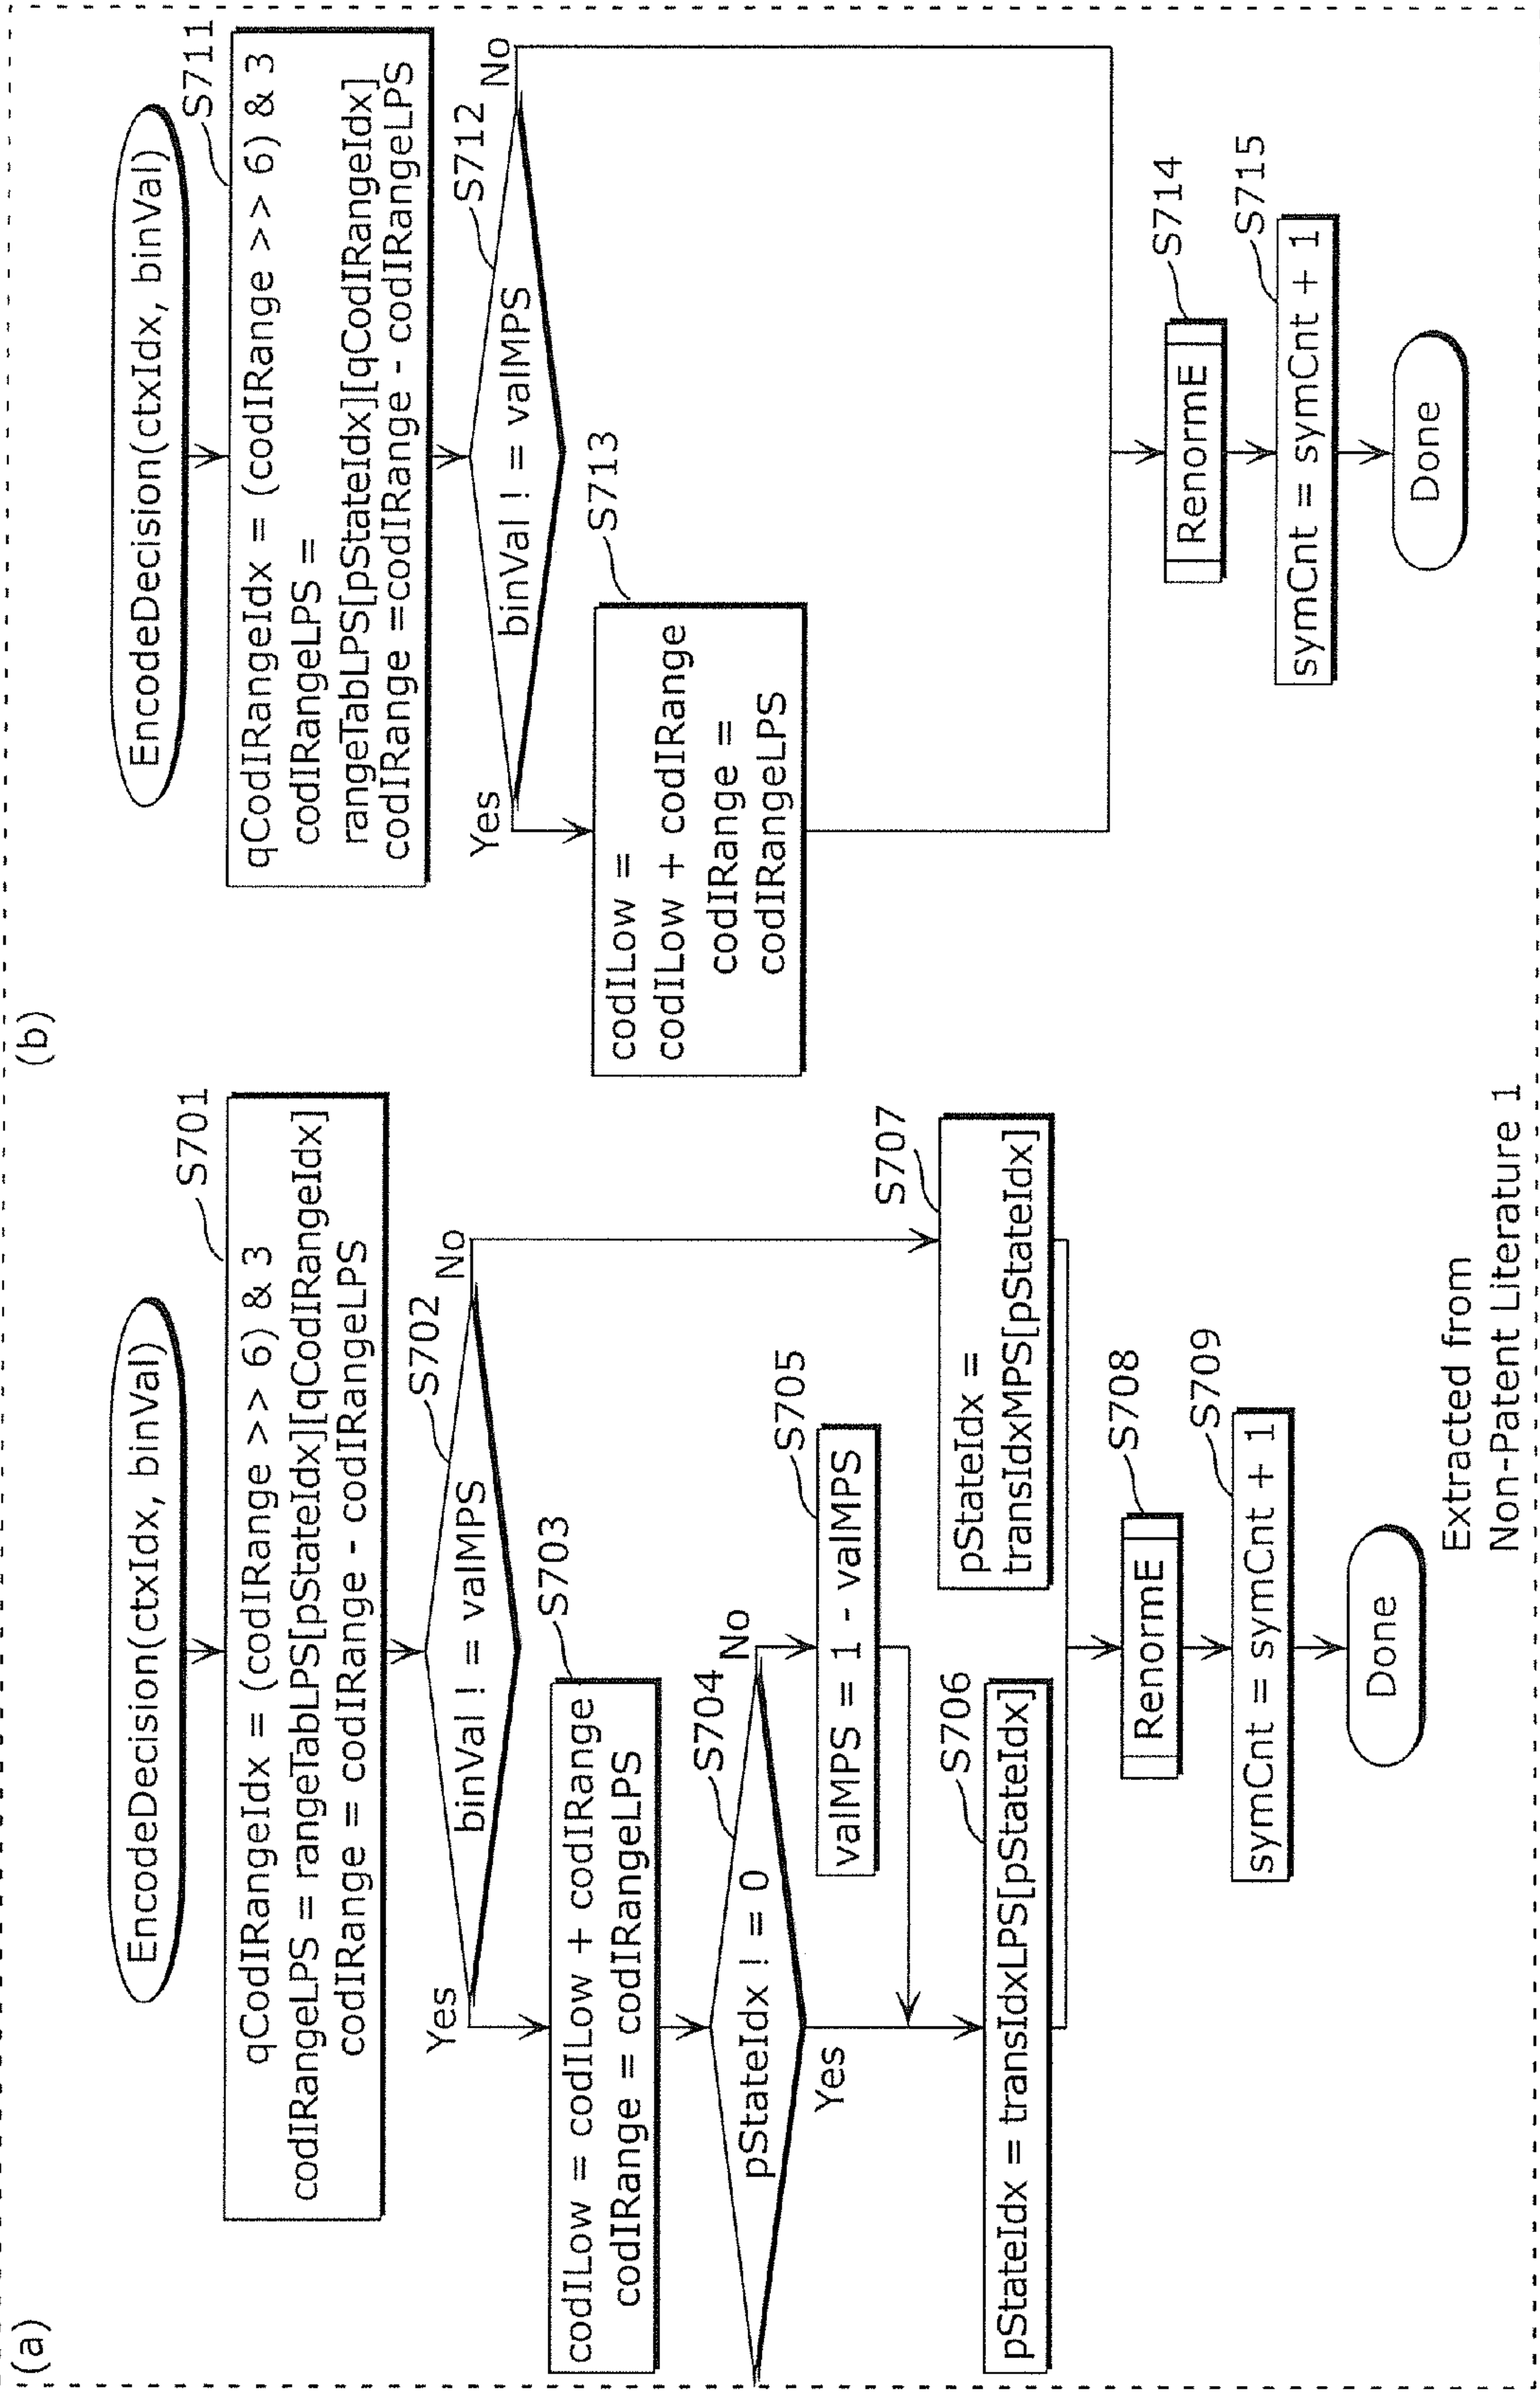 (a)
EncodeDecision(ctxIdx, binVal)
S701
qCodIRangeIdx = (codIRange >> 6) & 3
codIRangeLPS = rangeTabLPS[pStateIdx][qCodIRangeIdx]
codIRange = codIRange - codIRangeLPS
S702
binVal != valMPS
Yes
No
S703
codILow = codILow + codIRange
codIRange = codIRangeLPS
S704
pStateIdx != 0
No
Yes
S705
valMPS = 1 - valMPS
S706
pStateIdx = transIdxLPS[pStateIdx]
S707
pStateIdx =
transIdxMPS[pStateIdx]
S708
RenormE
S709
symCnt = symCnt + 1
Done
Extracted from
Non-Patent Literature 1
(b)
EncodeDecision(ctxIdx, binVal)
S711
qCodIRangeIdx = (codIRange >> 6) & 3
codIRangeLPS =
rangeTabLPS[pStateIdx][qCodIRangeIdx]
codIRange =codIRange - codIRangeLPS
S712
binVal != valMPS
Yes
No
S713
codILow =
codILow + codIRange
codIRange =
codIRangeLPS
S714
RenormE
S715
symCnt = symCnt + 1
Done